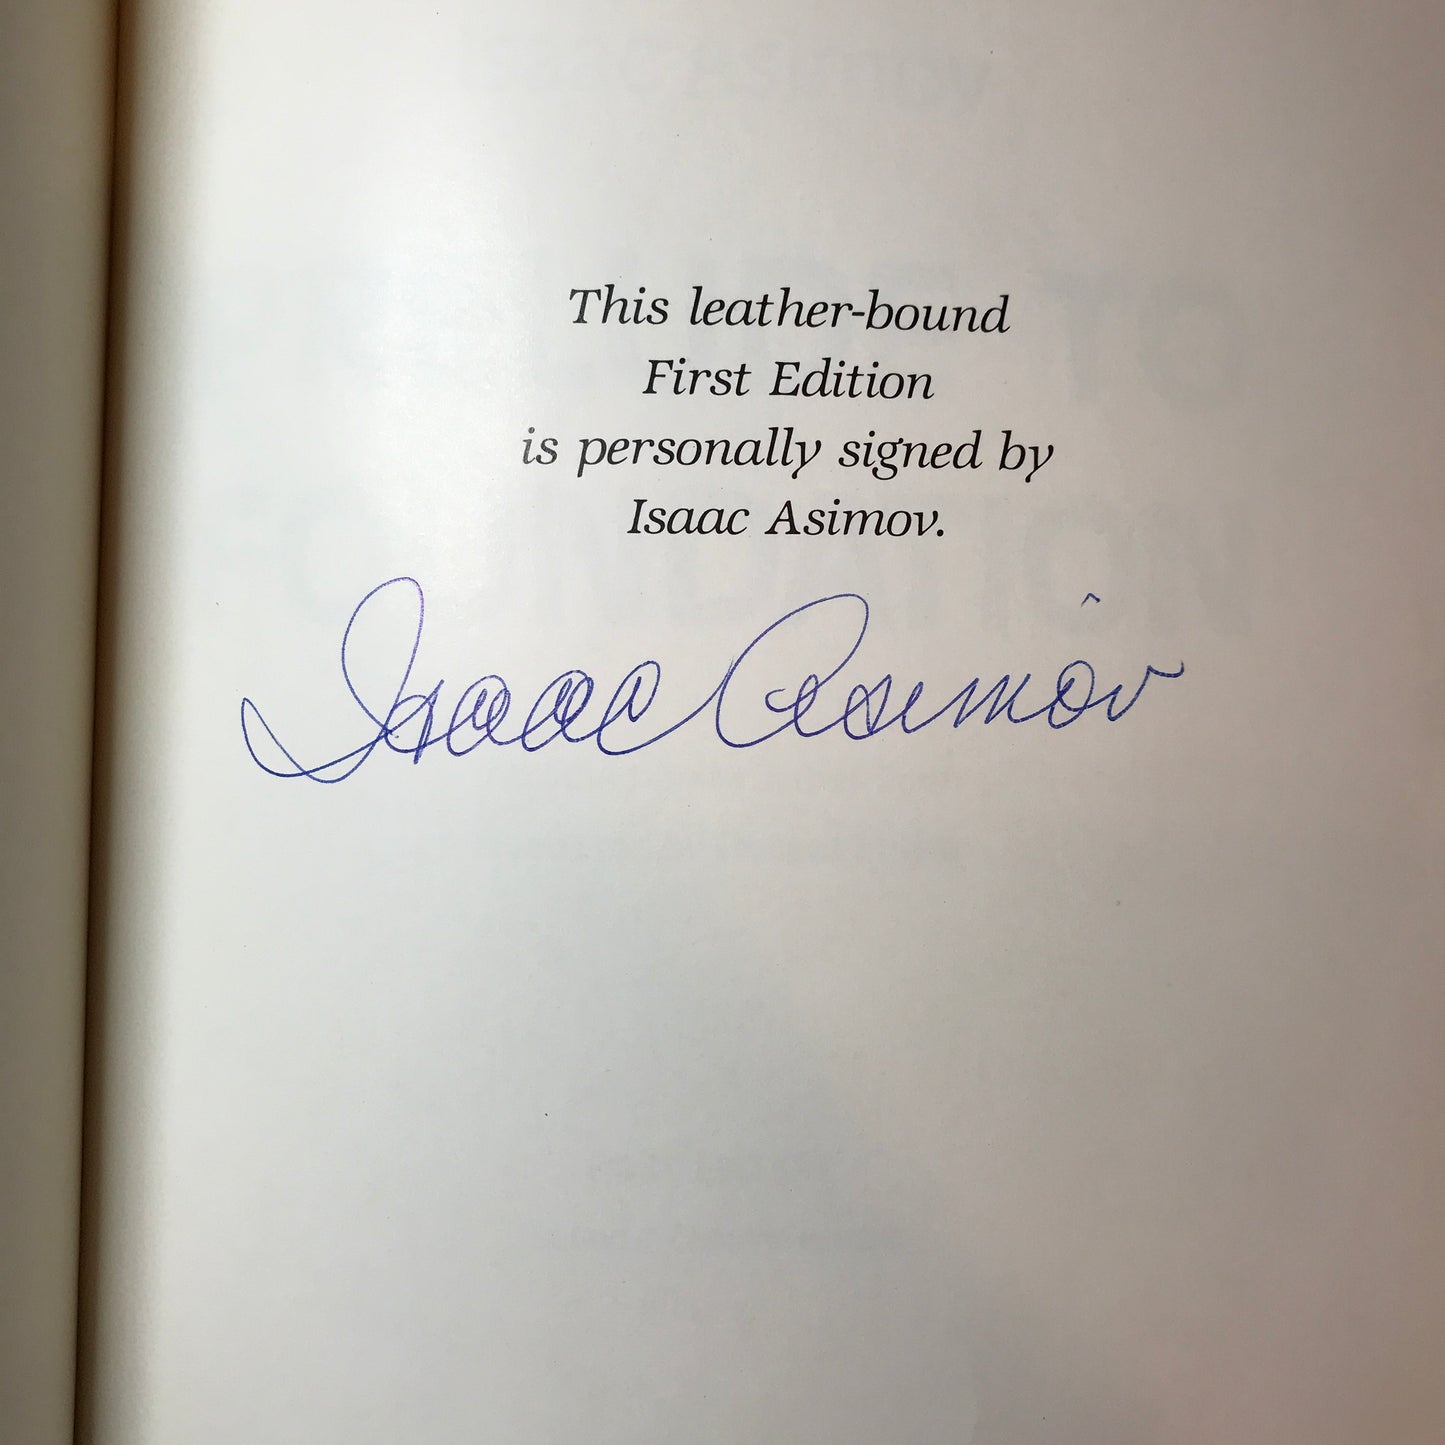 This leather-bound
First Edition
is personally signed by
Isaac Asimov.
Isaac Asimov